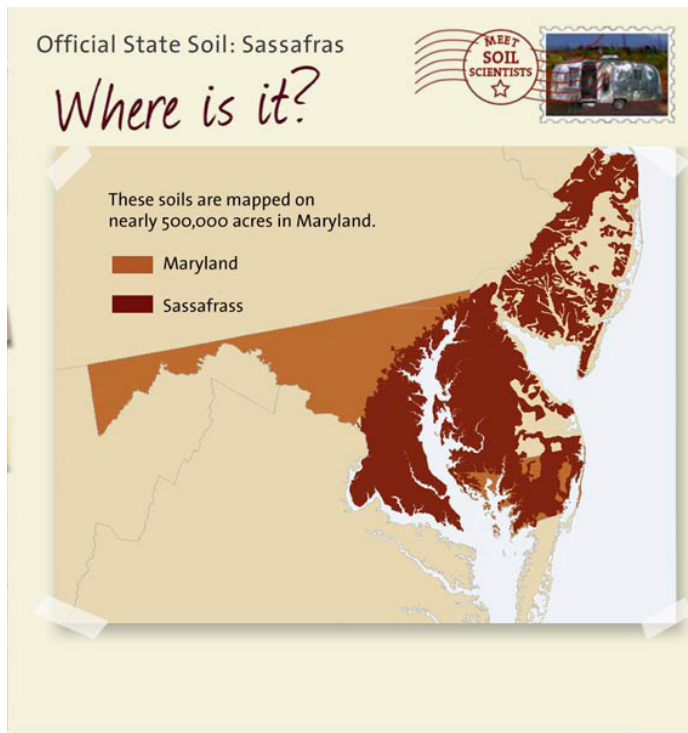 Official State Soil: Sassafras
MEET
SOIL
SCIENTISTS
Where is it?
These soils are mapped on
nearly 500,000 acres in Maryland.
Maryland
Sassafrass